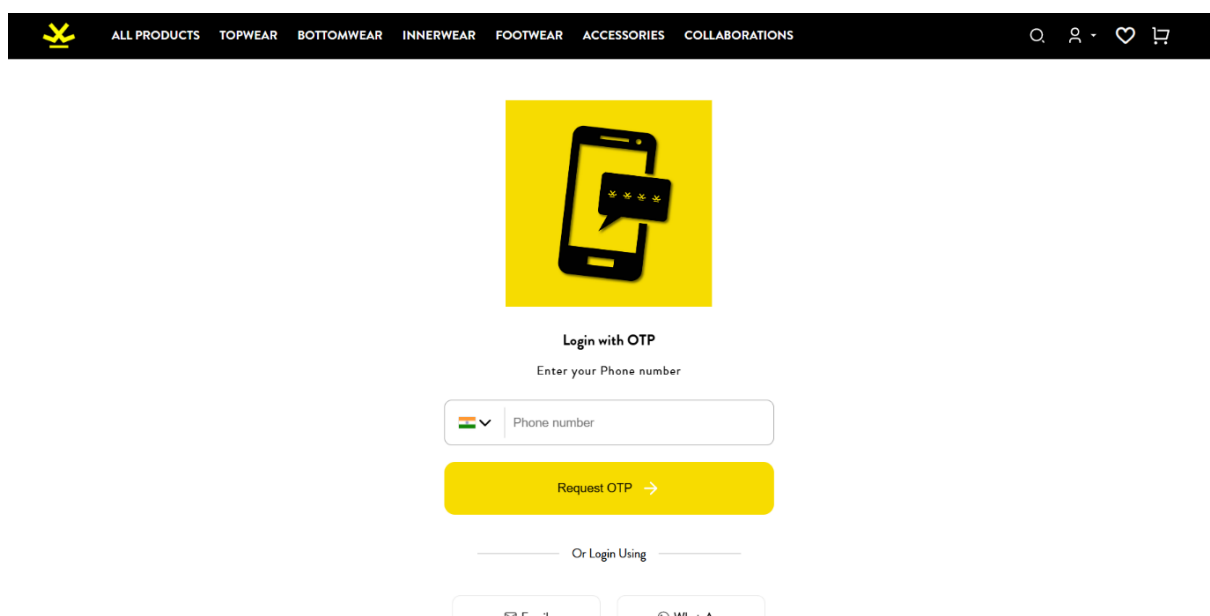 ALL PRODUCTS TOPWEAR BOTTOMWEAR INNERWEAR FOOTWEAR ACCESSORIES COLLABORATIONS
Login with OTP
Enter your Phone number
Phone number
Request OTP
Or Login Using